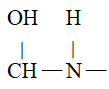 OH H
CH — N —